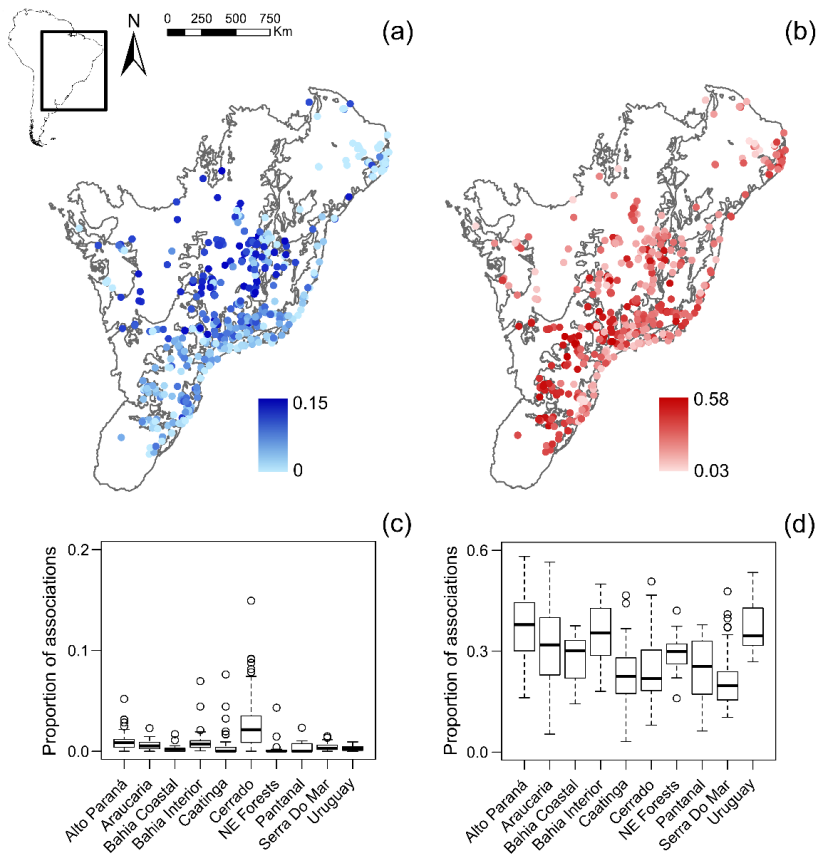 N
0 250 500 750
Km
(a)
(b)
0.15
0
0.58
0.03
(c)
(d)
Proportion of associations
0.2
0.1
0.0
Alto Paraná
Araucaria
Bahia Coastal
Bahia Interior
Caatinga
Cerrado
NE Forests
Pantanal
Serra Do Mar
Uruguay
Proportion of associations
0.6
0.3
0.0
Alto Paraná
Araucaria
Bahia Coastal
Bahia Interior
Caatinga
Cerrado
NE Forests
Pantanal
Serra Do Mar
Uruguay